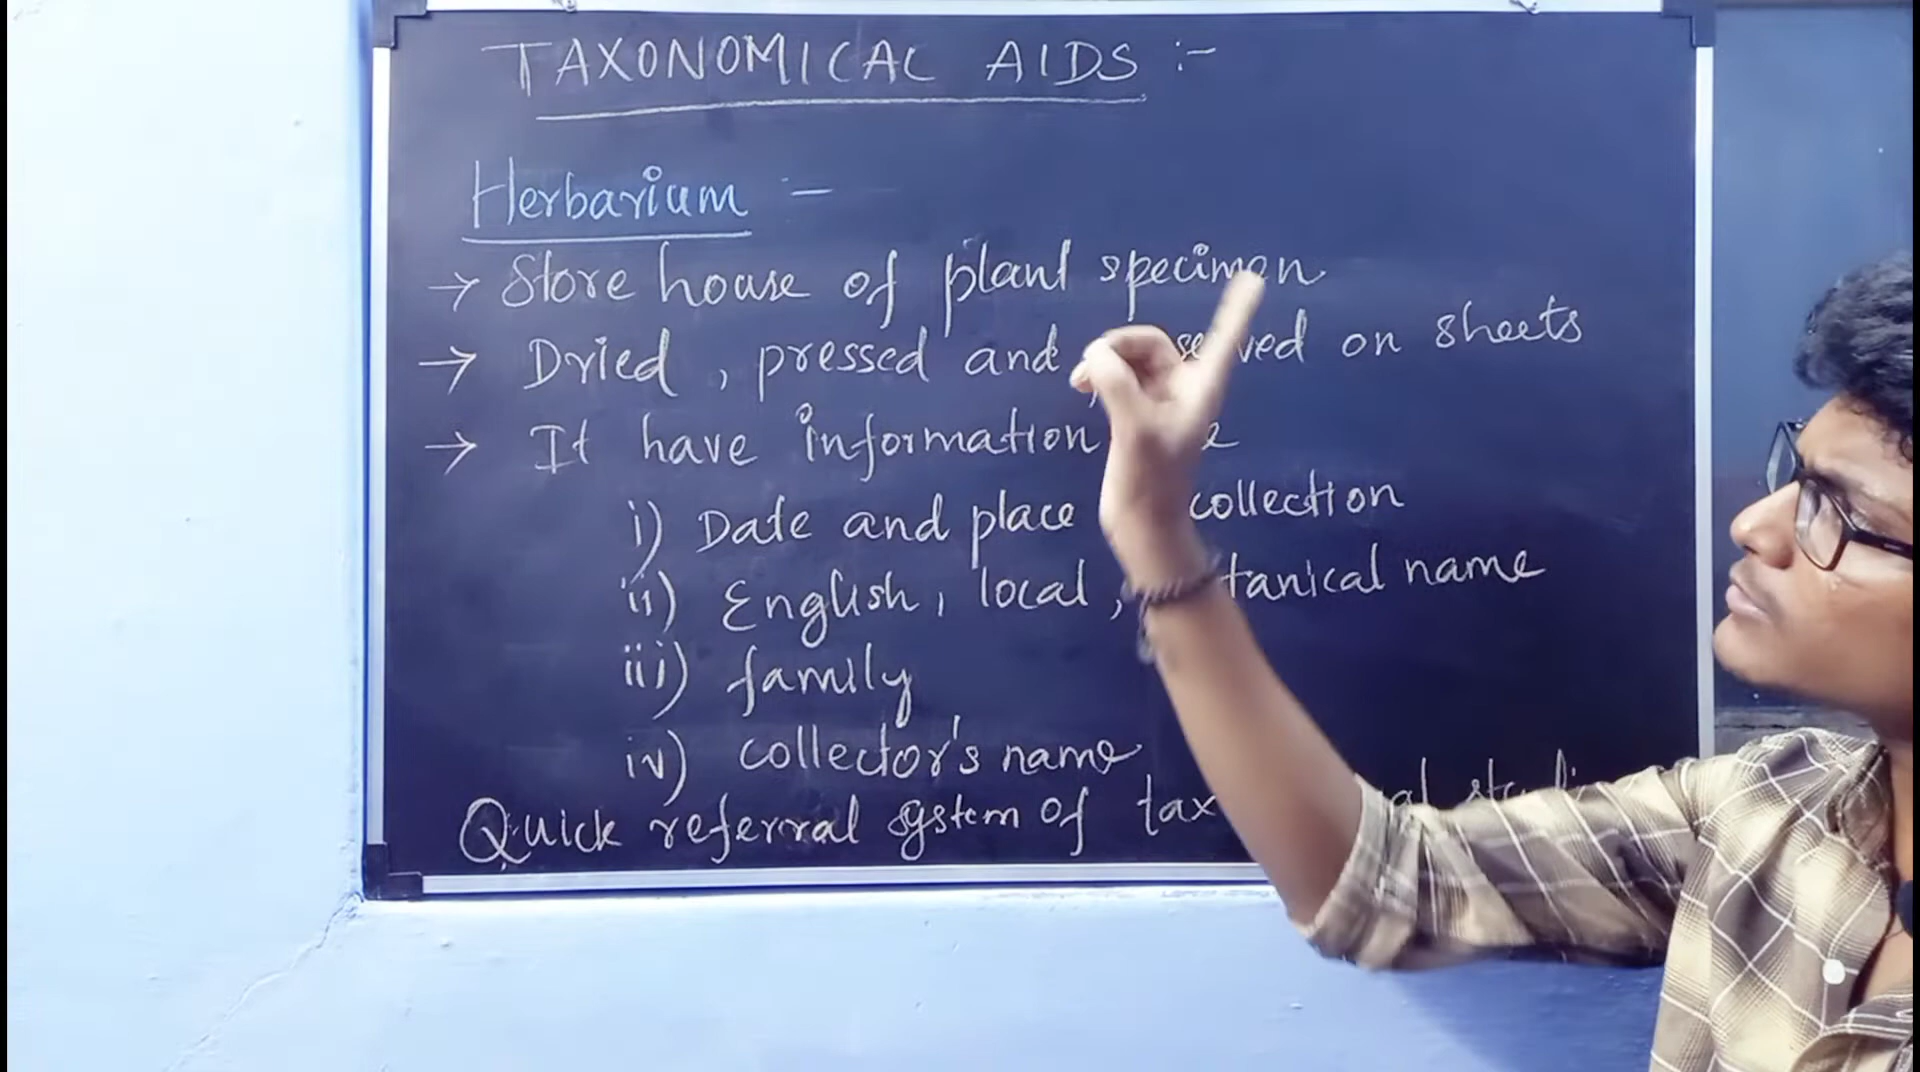 TAXONOMICAL AIDS :-
Herbarium :-
→ Store house of plant specimen
→ Dried, pressed and served on sheets
→ It have information
i) Date and place collection
ii) English, local, tanical name
iii) family
iv) collector's name
Quick referral system of tax